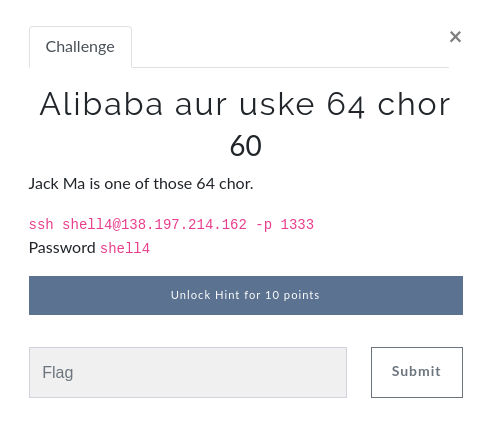 Challenge
×
Alibaba aur uske 64 chor
60
Jack Ma is one of those 64 chor.
ssh shell4@138.197.214.162 -p 1333
Password shell4
Unlock Hint for 10 points
Flag
Submit